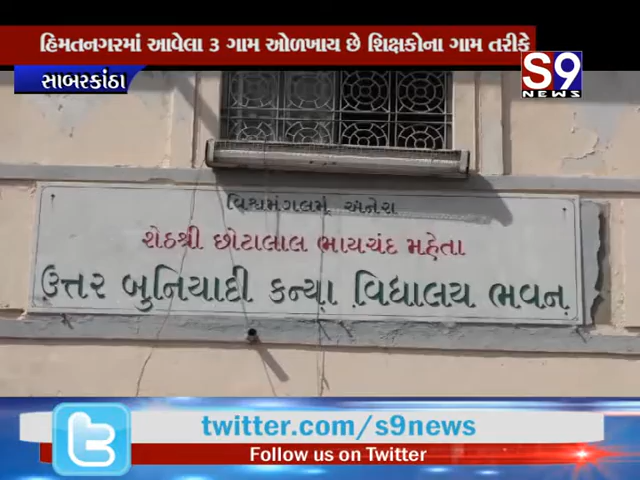 હિંમતનગરમાં આવેલા 3 ગામ ઓળખાય છે શિક્ષકોના ગામ તરીકે
સાબરકાંઠા
S9
NEWS
વિશ્વમંગલમ્ અનેરા
શેઠશ્રી છોટાલાલ ભાયચંદ મહેતા
ઉત્તર બુનિયાદી કન્યા વિદ્યાલય ભવન
twitter.com/s9news
Follow us on Twitter